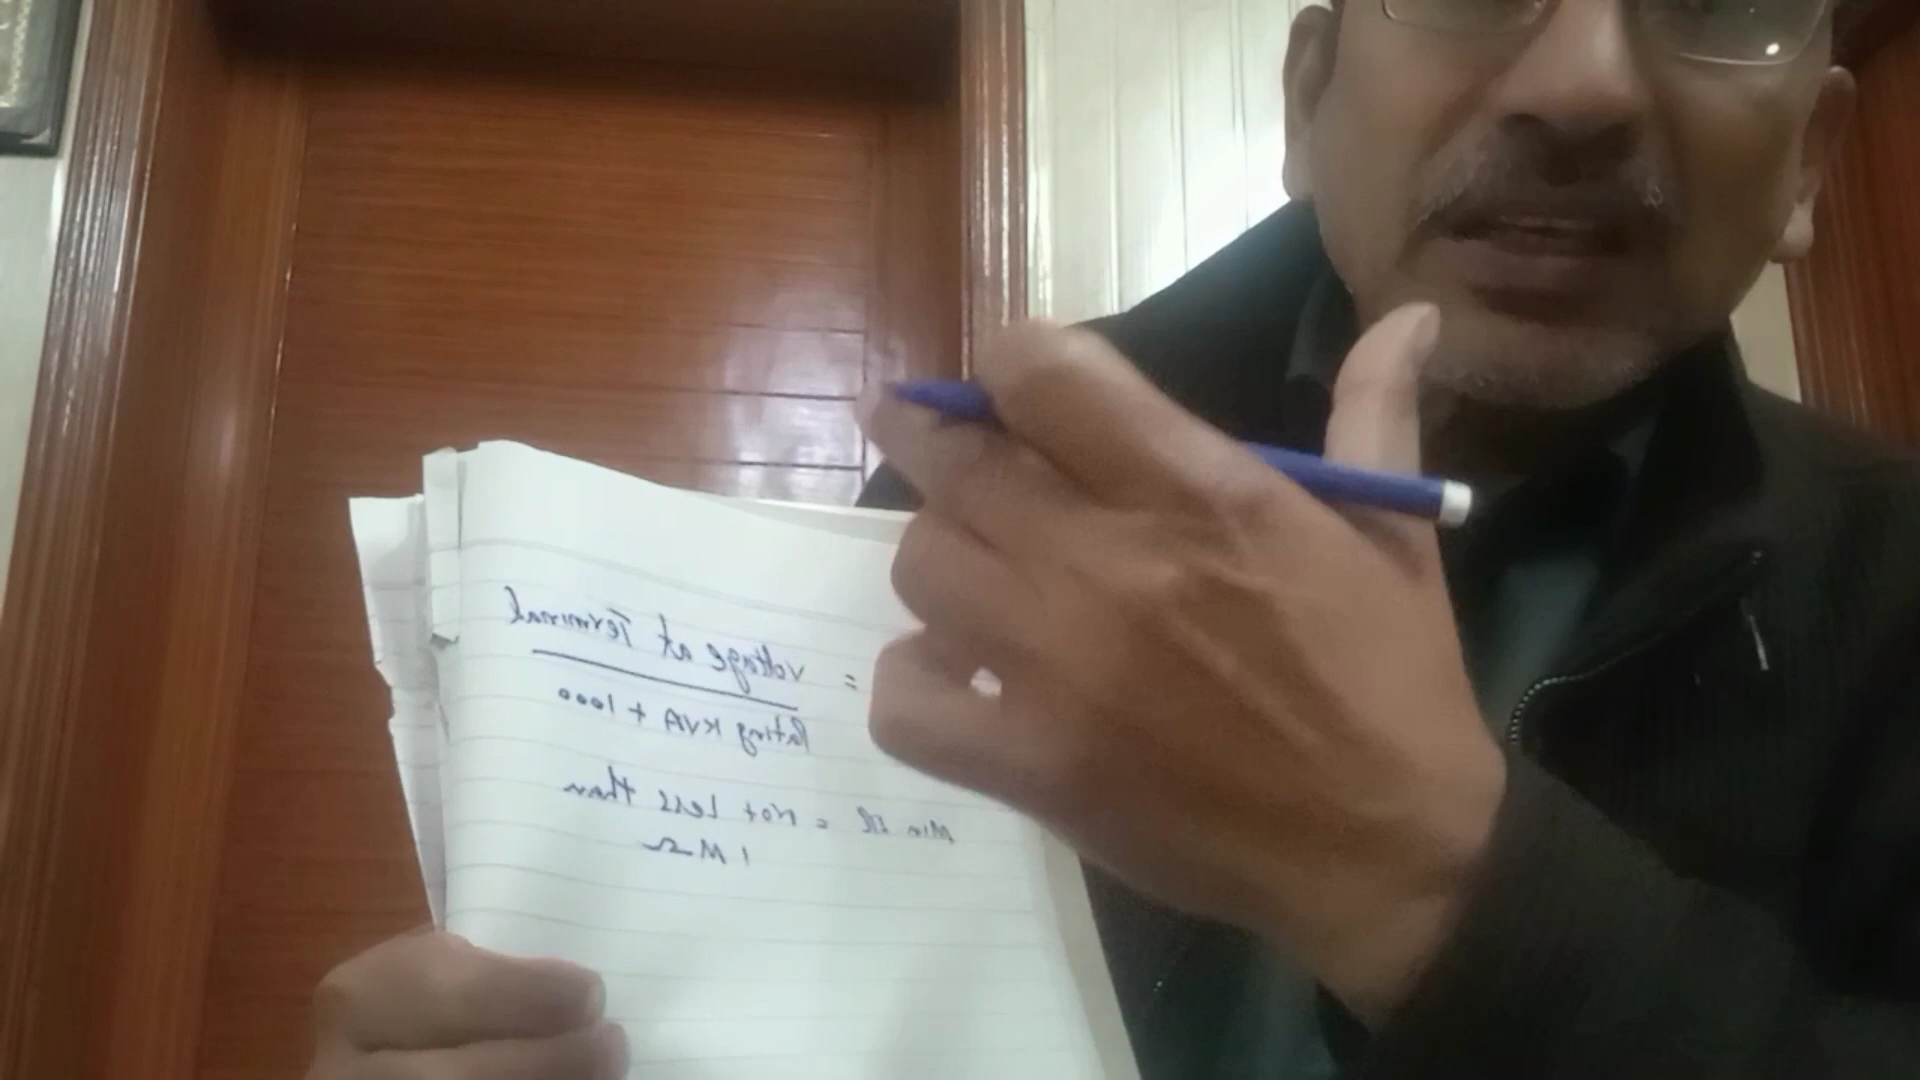 = Voltage at Terminal
Rating KVA + 1000
Min IR = Not Less than
1 MΩ